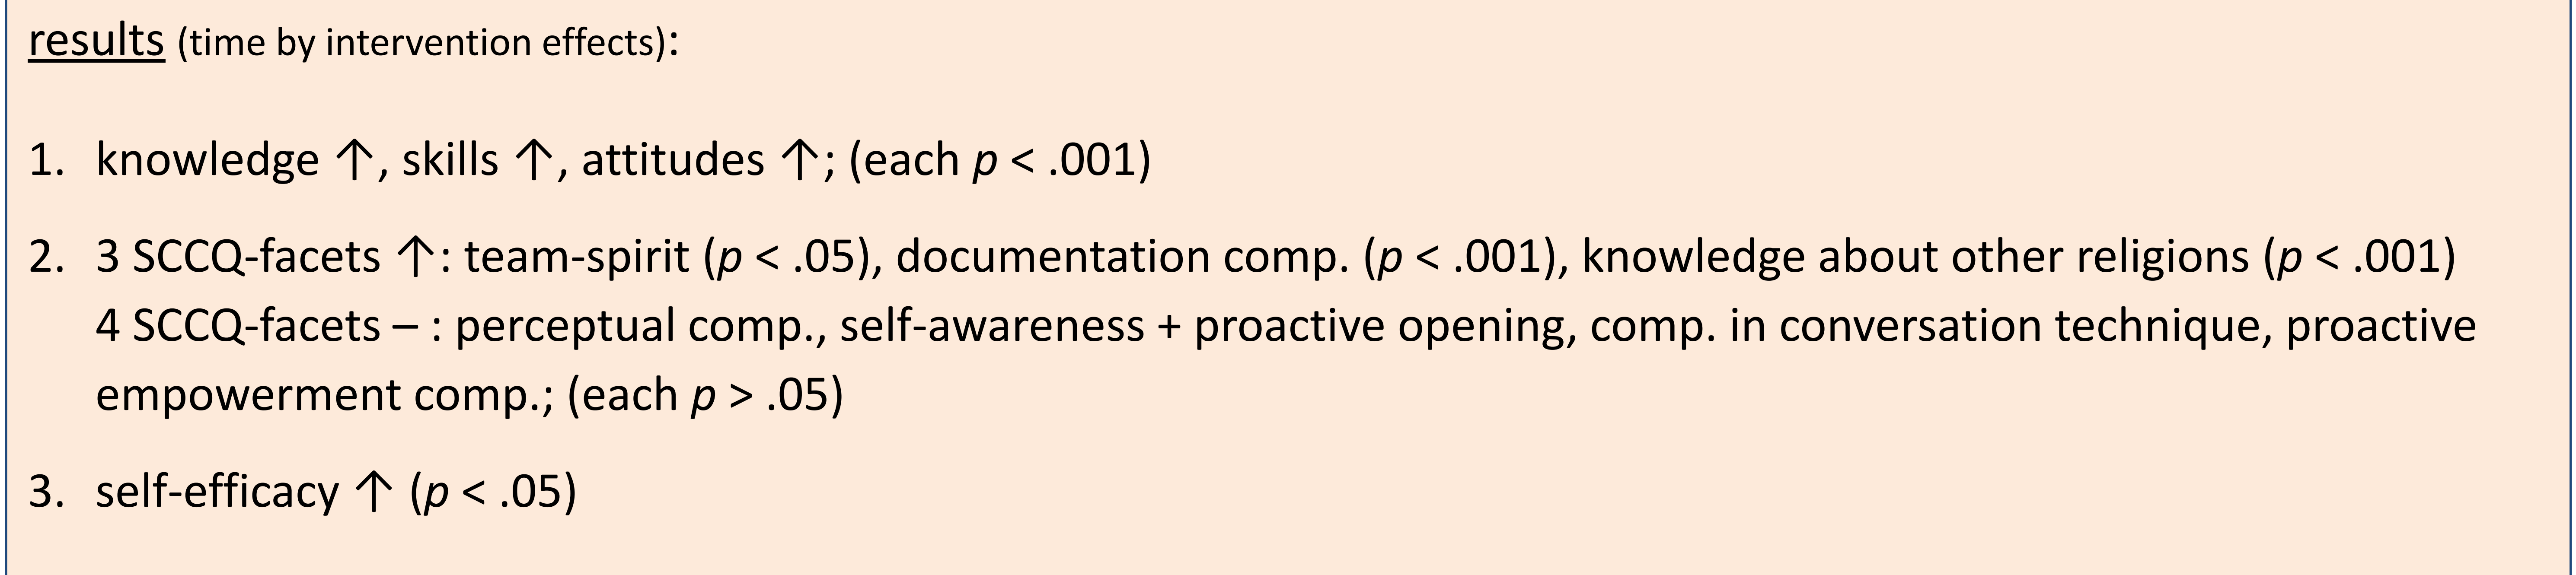 results (time by intervention effects):
1. knowledge ↑, skills ↑, attitudes ↑; (each p < .001)
2. 3 SCCQ-facets ↑: team-spirit (p < .05), documentation comp. (p < .001), knowledge about other religions (p < .001)
4 SCCQ-facets – : perceptual comp., self-awareness + proactive opening, comp. in conversation technique, proactive
empowerment comp.; (each p > .05)
3. self-efficacy ↑ (p < .05)